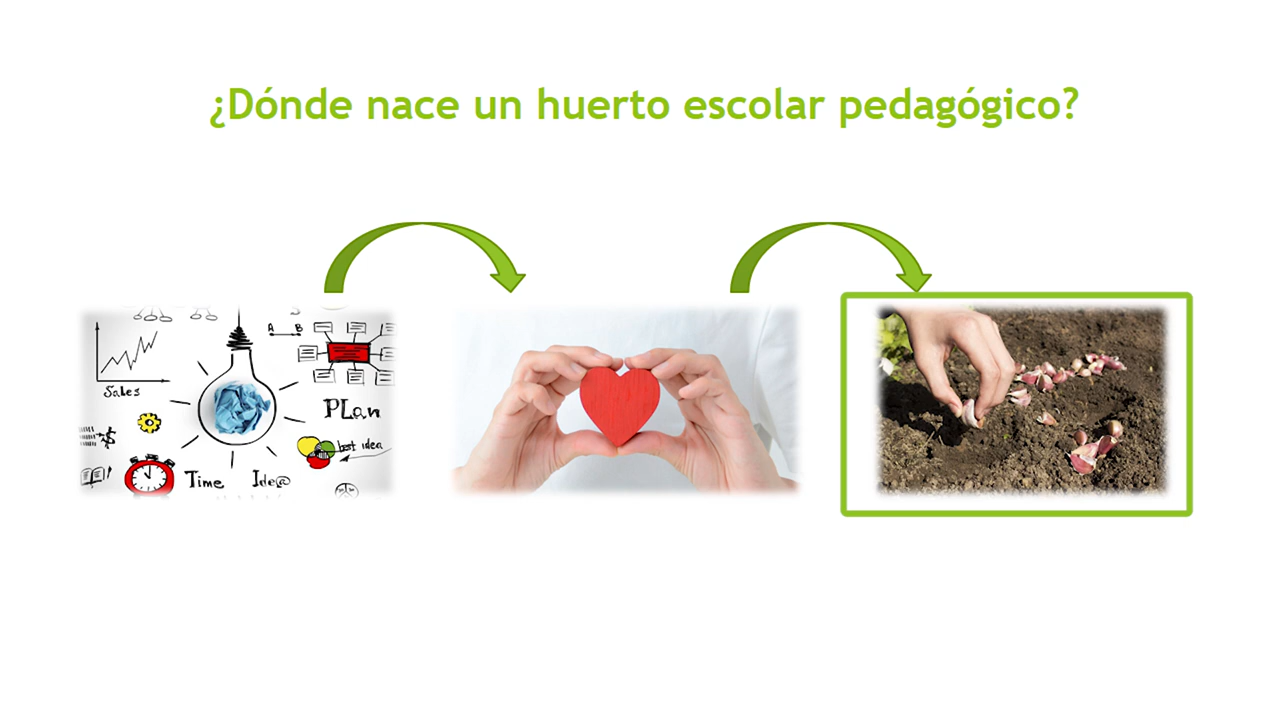 ¿Dónde nace un huerto escolar pedagógico?
A B
Sales
PLan
best idea
Time
Ide@